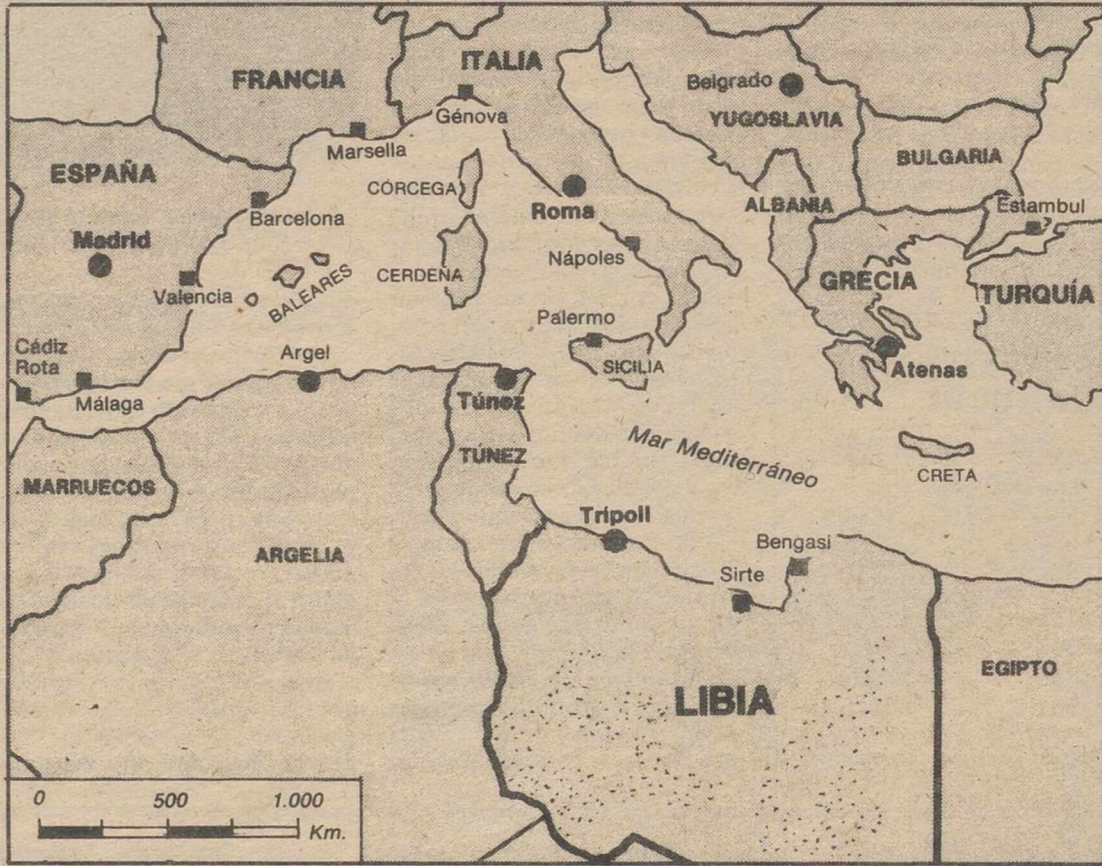 FRANCIA
ITALIA
Génova
Marsella
Belgrado
YUGOSLAVIA
BULGARIA
ESPAÑA
CÓRCEGA
Roma
ALBANIA
Estambul
Barcelona
Madrid
Nápoles
CERDEÑA
GRECIA
TURQUÍA
Valencia
BALEARES
Palermo
SICILIA
Cádiz
Rota
Argel
Málaga
Túnez
Atenas
Mar Mediterráneo
TÚNEZ
CRETA
MARRUECOS
ARGELIA
Trípoli
Bengasi
Sirte
EGIPTO
LIBIA
0 500 1.000
Km.